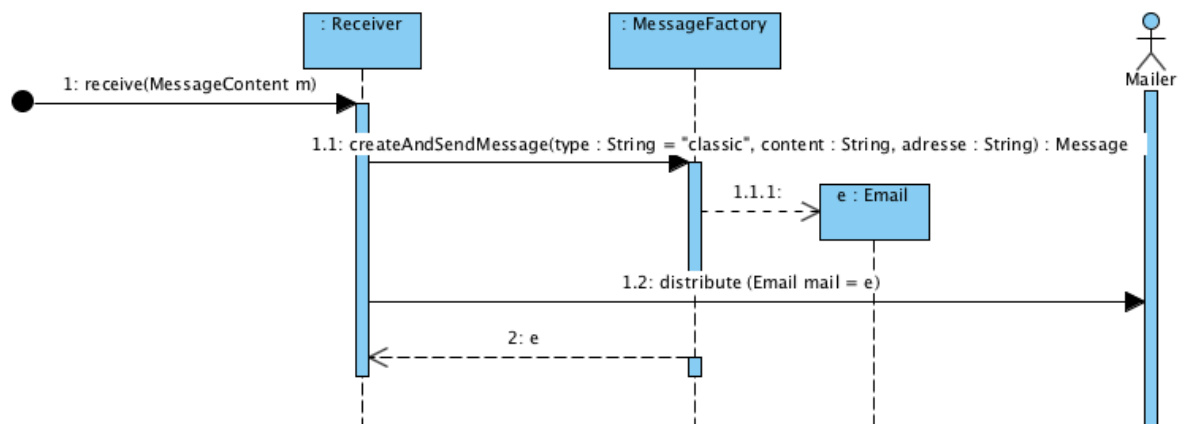 : Receiver
: MessageFactory
Mailer
1: receive(MessageContent m)
1.1: createAndSendMessage(type : String = "classic", content : String, adresse : String) : Message
1.1.1:
e : Email
1.2: distribute (Email mail = e)
2: e